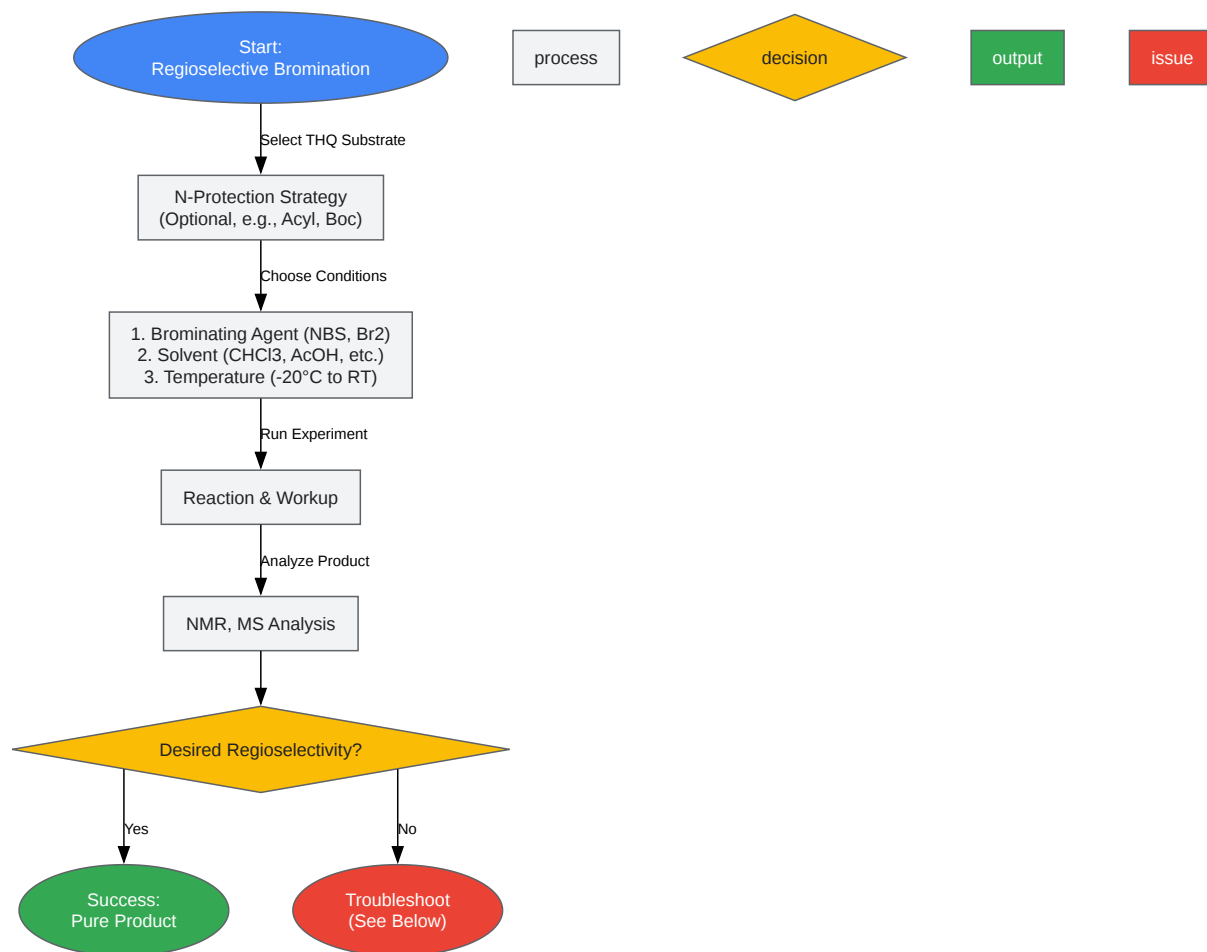 Start:
Regioselective Bromination
process
decision
output
issue
Select THQ Substrate
N-Protection Strategy
(Optional, e.g., Acyl, Boc)
Choose Conditions
1. Brominating Agent (NBS, Br2)
2. Solvent (CHCl3, AcOH, etc.)
3. Temperature (-20°C to RT)
Run Experiment
Reaction & Workup
Analyze Product
NMR, MS Analysis
Desired Regioselectivity?
Yes
No
Success:
Pure Product
Troubleshoot
(See Below)